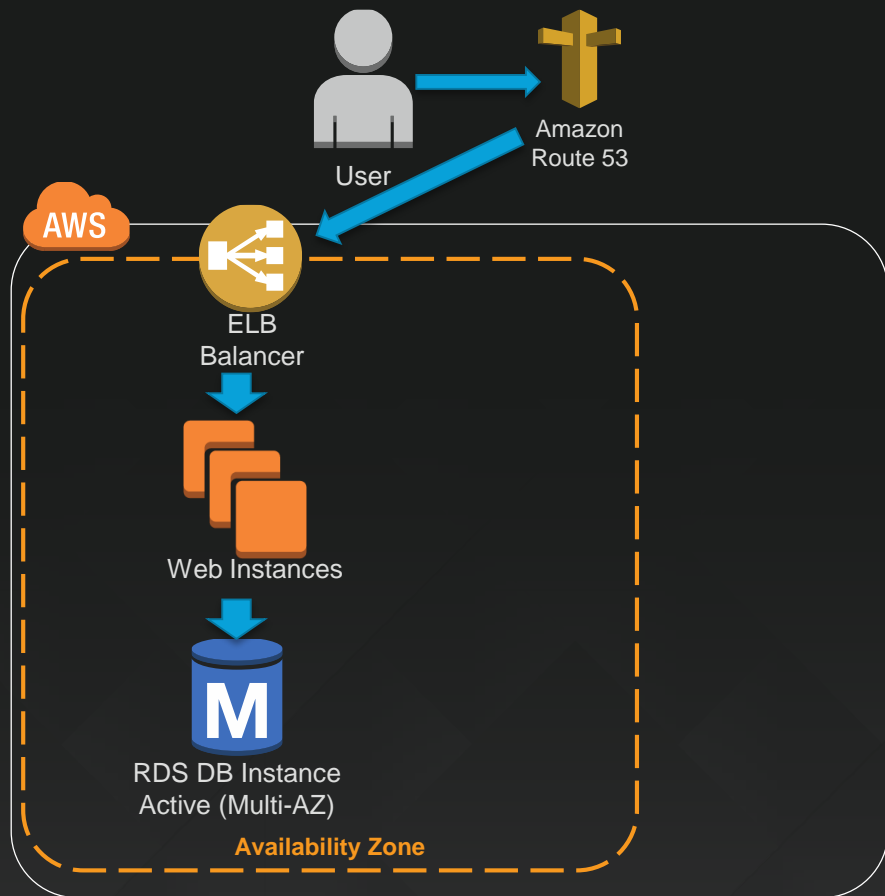 User
Amazon
Route 53
AWS
ELB
Balancer
Web Instances
M
RDS DB Instance
Active (Multi-AZ)
Availability Zone